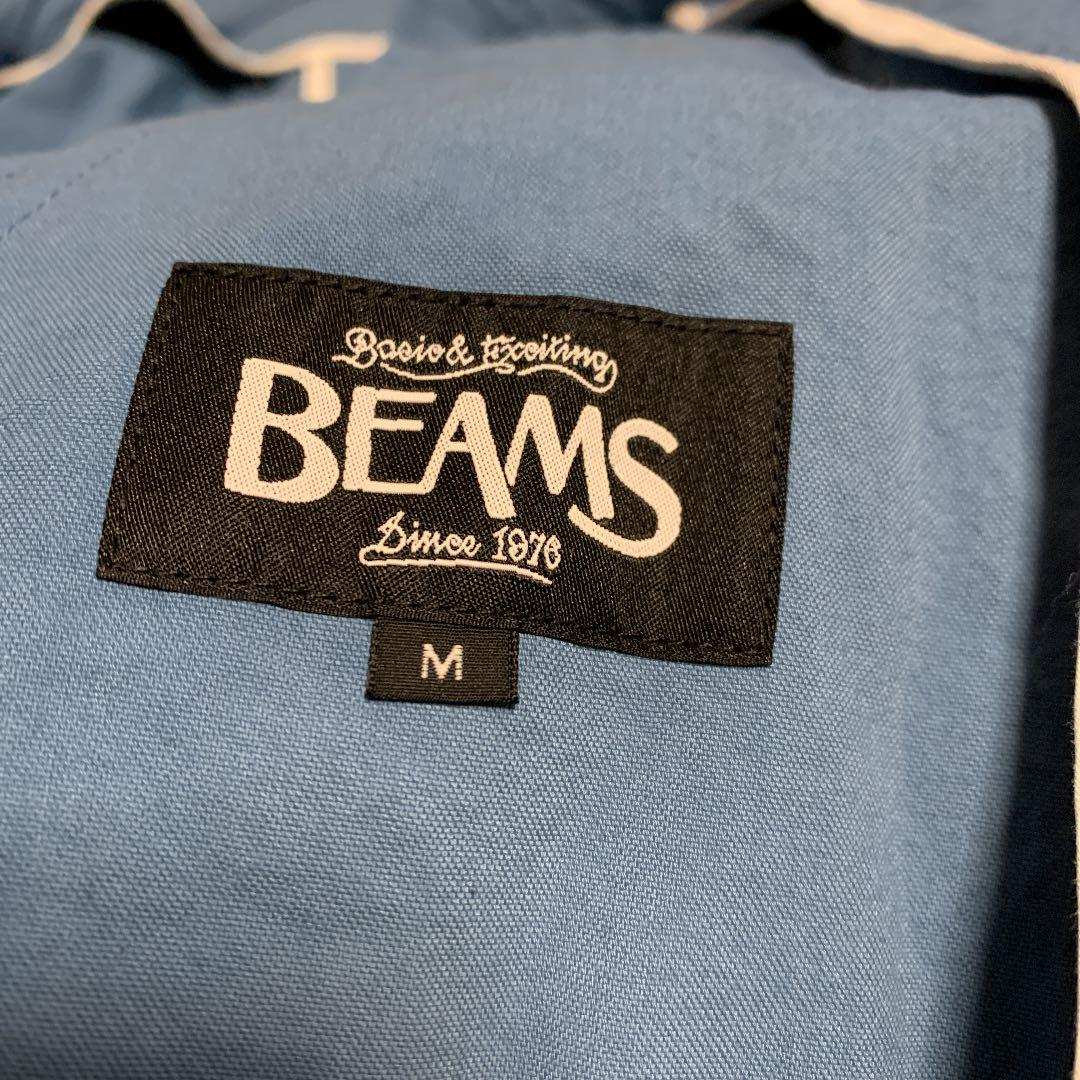 Basic & Exciting
BEAMS
Since 1976
M